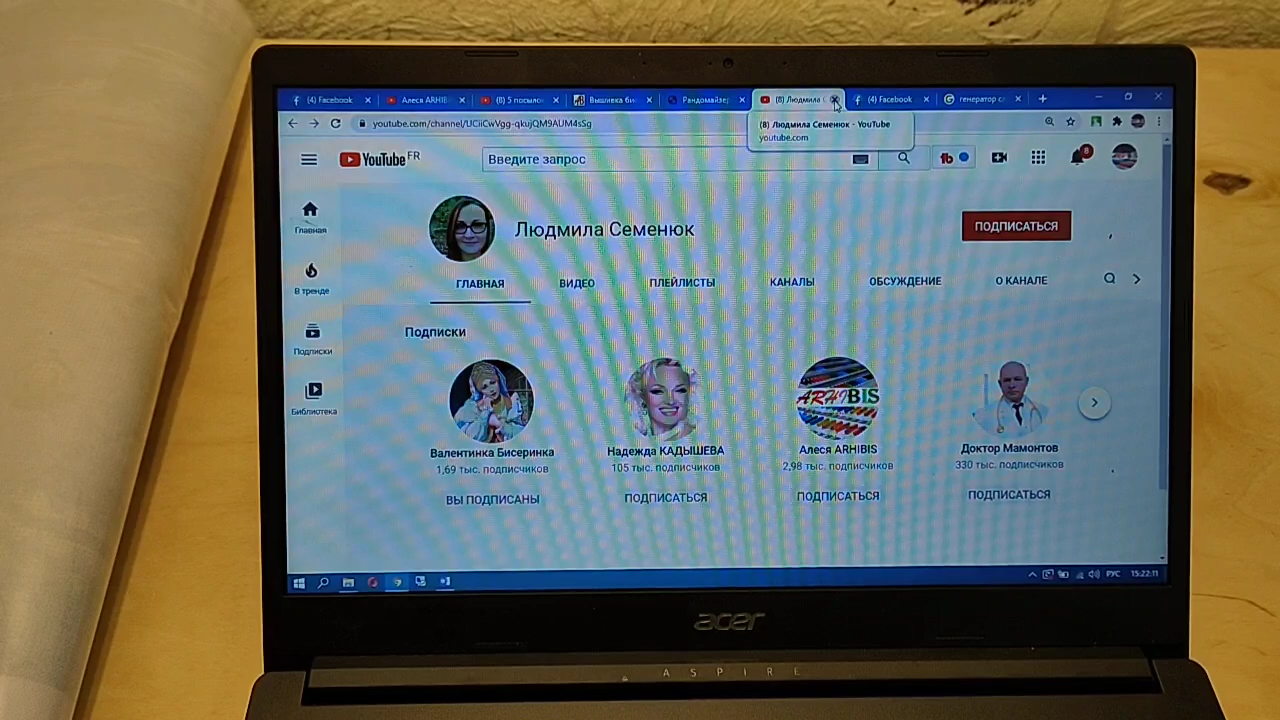 (4) Facebook
Алеся ARHIB
(8) 5 посыло
Вышивка би
Рандомайзер
(8) Людмила С
(4) Facebook
генератор сл
youtube.com/channel/UCiiCwVgg-qkujQM9AUM4sSg
(8) Людмила Семенюк - YouTube
youtube.com
YouTube FR
Введите запрос
tb
8
Главная
В тренде
Подписки
Библиотека
Людмила Семенюк
ПОДПИСАТЬСЯ
ГЛАВНАЯ
ВИДЕО
ПЛЕЙЛИСТЫ
КАНАЛЫ
ОБСУЖДЕНИЕ
О КАНАЛЕ
Подписки
ARHIBIS
Валентинка Бисеринка
1,69 тыс. подписчиков
ВЫ ПОДПИСАНЫ
Надежда КАДЫШЕВА
105 тыс. подписчиков
ПОДПИСАТЬСЯ
Алеся ARHIBIS
2,98 тыс. подписчиков
ПОДПИСАТЬСЯ
Доктор Мамонтов
330 тыс. подписчиков
ПОДПИСАТЬСЯ
РУС
15:22:11
acer
ASPIRE